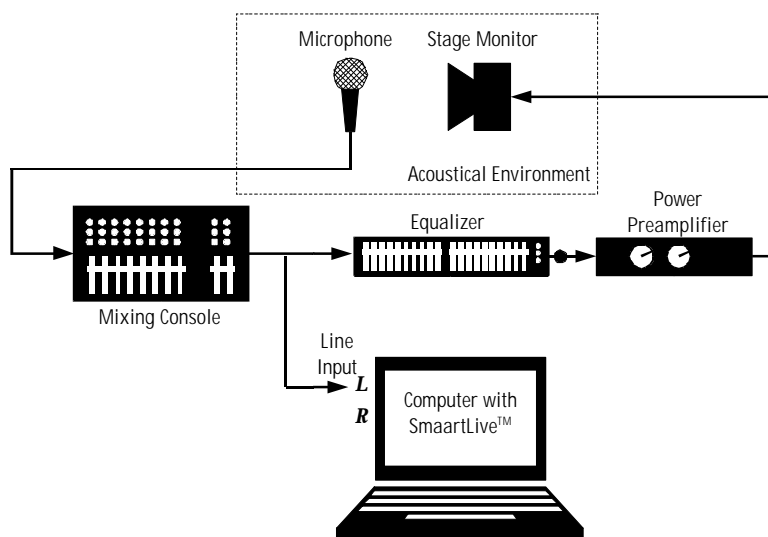 Microphone
Stage Monitor
Acoustical Environment
Power
Preamplifier
Equalizer
Mixing Console
Line
Input
L
R
Computer with
SmaartLive™